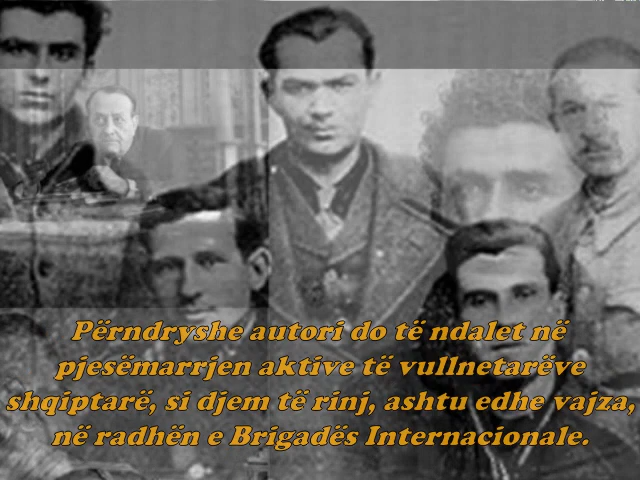 Përndryshe autori do të ndalet në
pjesëmarrjen aktive të vullnetarëve
shqiptarë, si djem të rinj, ashtu edhe vajza,
në radhën e Brigadës Internacionale.